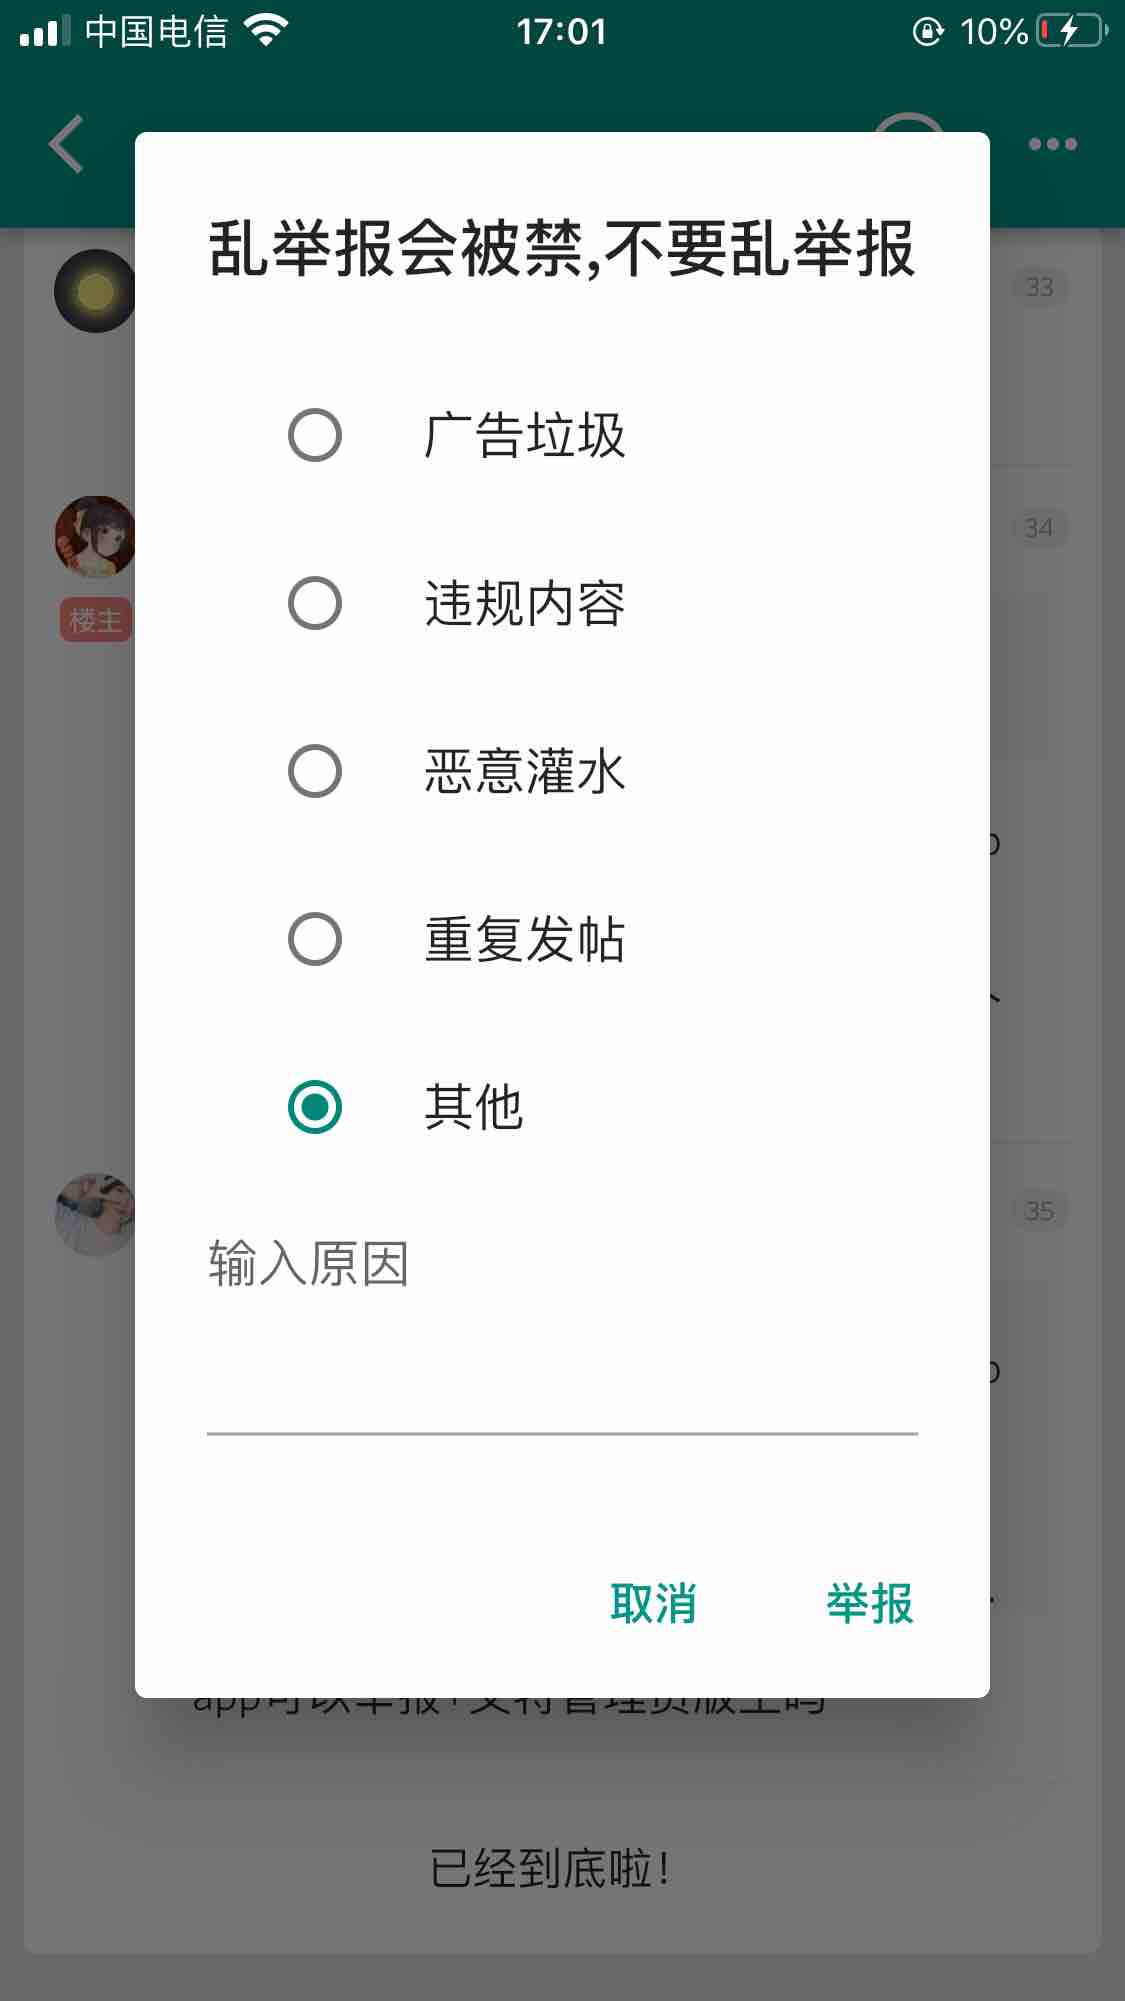 中国电信 17:01 10%
乱举报会被禁,不要乱举报
33
广告垃圾
34
违规内容
楼主
恶意灌水
重复发帖
其他
35
输入原因
取消 举报
已经到底啦!